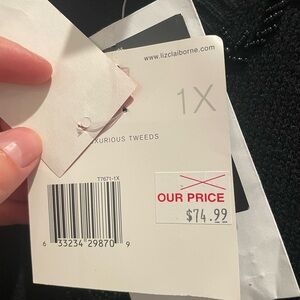 www.lizclaiborne.com
1X
XURIOUS TWEEDS
T7671-1X
OUR PRICE
$74.99
6 33234 29870 9